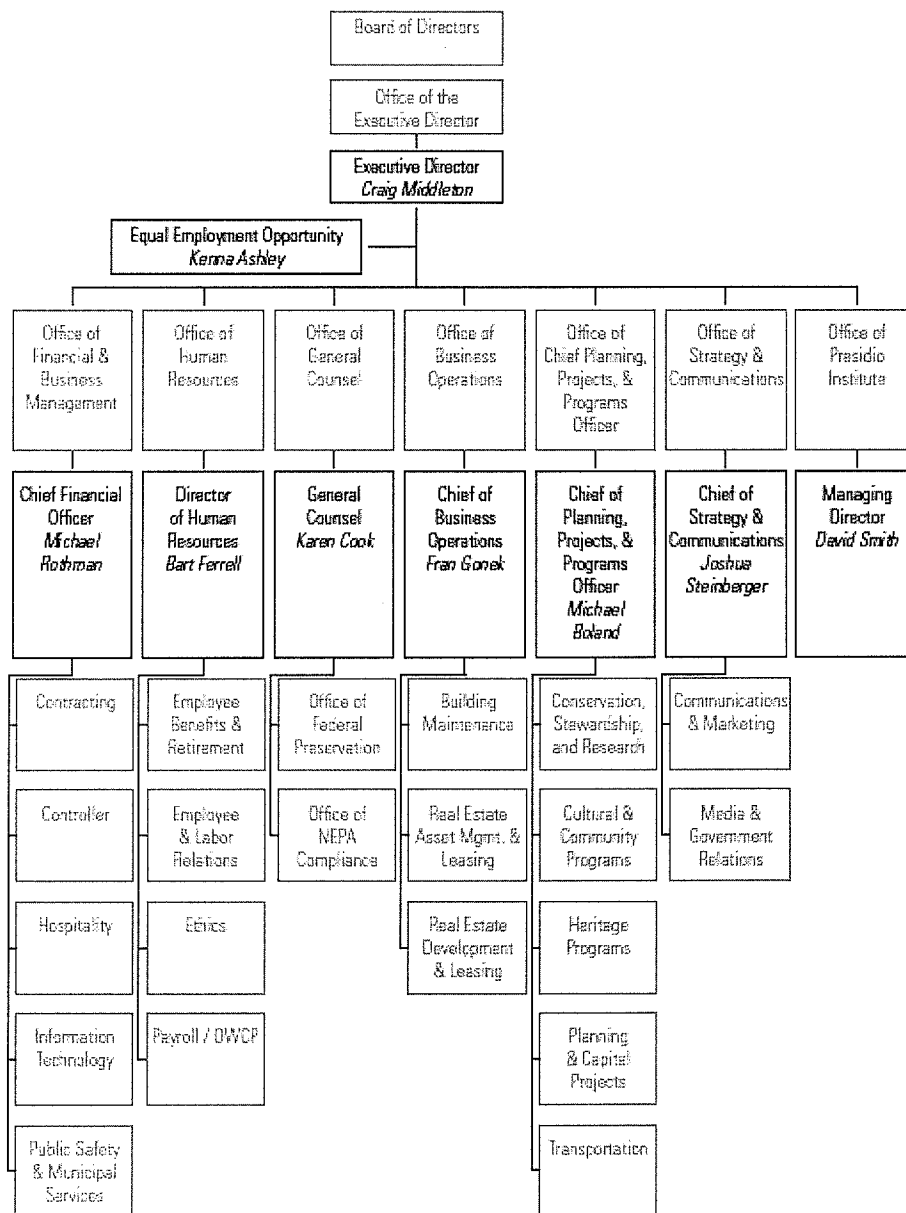 Board of Directors
Office of the
Executive Director
Executive Director
Craig Middleton
Equal Employment Opportunity
Kenna Ashley
Office of
Financial &
Business
Management
Office of
Human
Resources
Office of
General
Counsel
Office of
Business
Operations
Office of
Chief Planning,
Projects, &
Programs
Officer
Office of
Strategy &
Communications
Office of
Presidio
Institute
Chief Financial
Officer
Michael
Rothman
Director
of Human
Resources
Bart Ferrell
General
Counsel
Karen Cook
Chief of
Business
Operations
Fran Gonek
Chief of
Planning,
Projects, &
Programs
Officer
Michael
Boland
Chief of
Strategy &
Communications
Joshua
Steinberger
Managing
Director
David Smith
Contracting
Controller
Hospitality
Information
Technology
Public Safety
& Municipal
Services
Employee
Benefits &
Retirement
Employee
& Labor
Relations
Ethics
Payroll / OWCP
Office of
Federal
Preservation
Office of
NEPA
Compliance
Building
Maintenance
Real Estate
Asset Mgmt. &
Leasing
Real Estate
Development
& Leasing
Conservation,
Stewardship,
and Research
Cultural &
Community
Programs
Heritage
Programs
Planning
& Capital
Projects
Transportation
Communications
& Marketing
Media &
Government
Relations